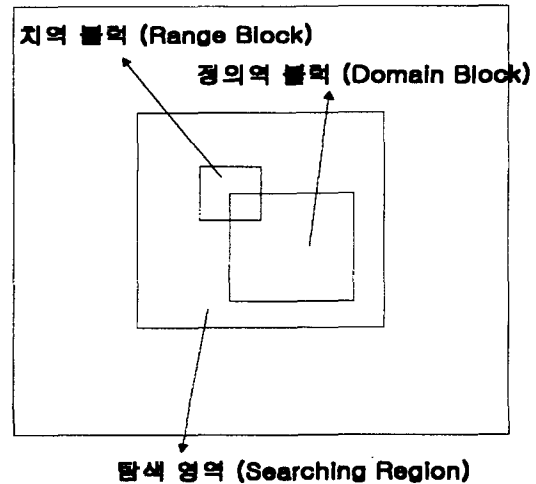 치역 블럭 (Range Block)
정의역 블럭 (Domain Block)
탐색 영역 (Searching Region)